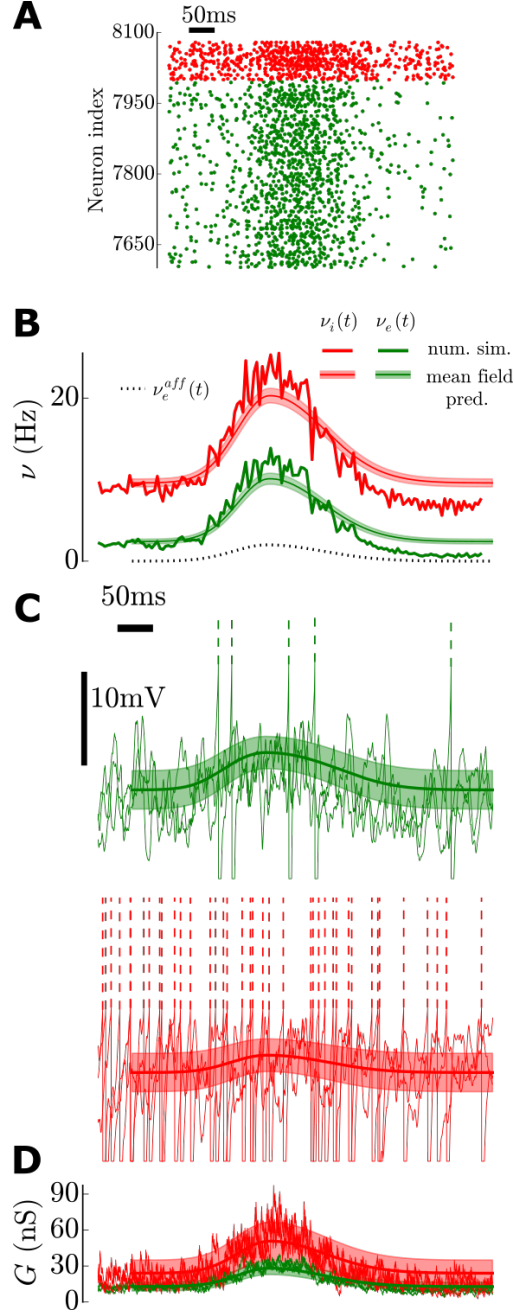 A
50ms
8100
7950
7800
7650
Neuron index
B
ν_i(t) ν_e(t)
num. sim.
mean field
pred.
ν_e^{aff}(t)
20
0
ν (Hz)
C
50ms
10mV
D
90
60
30
0
G (nS)